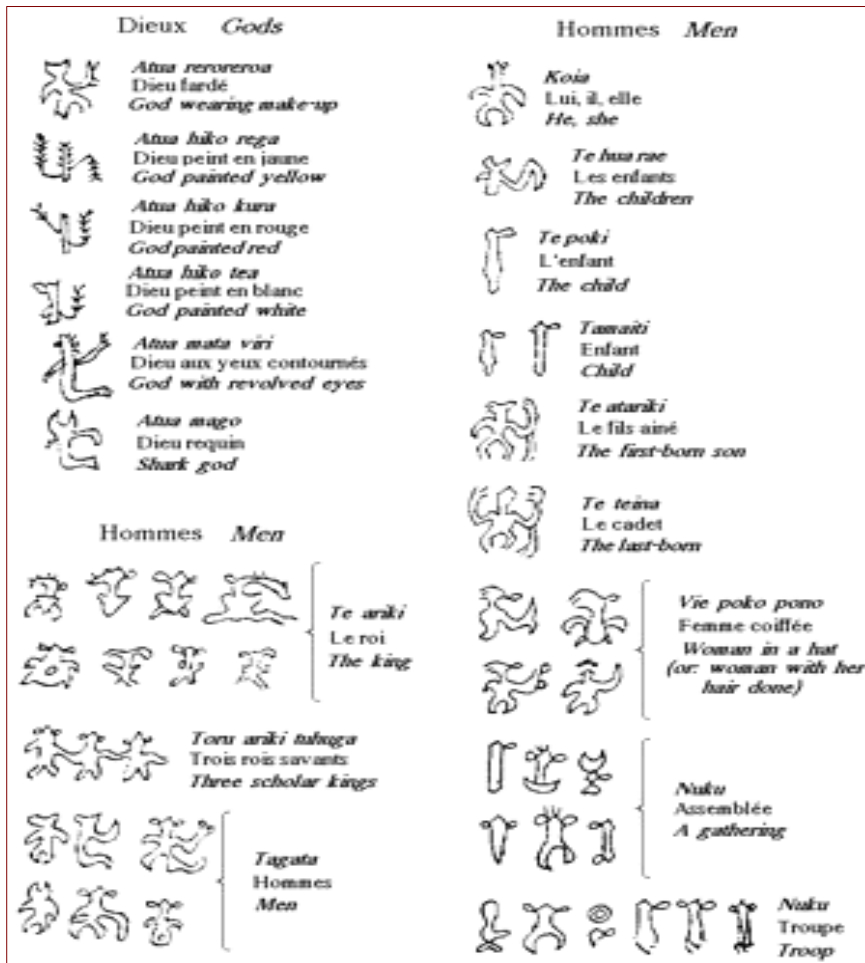 Dieux Gods
Atua reroreroa
Dieu fardé
God wearing make-up
Atua hiko rega
Dieu peint en jaune
God painted yellow
Atua hiko kura
Dieu peint en rouge
God painted red
Atua hiko tea
Dieu peint en blanc
God painted white
Atua mata viri
Dieu aux yeux contournés
God with revolved eyes
Atua mago
Dieu requin
Shark god
Hommes Men
Te ariki
Le roi
The king
Toru ariki tuhuga
Trois rois savants
Three scholar kings
Tagata
Hommes
Men
Hommes Men
Koia
Lui, il, elle
He, she
Te hua rae
Les enfants
The children
Te poki
L'enfant
The child
Tamaiti
Enfant
Child
Te atariki
Le fils ainé
The first-born son
Te teina
Le cadet
The last-born
Vie poko pono
Femme coiffée
Woman in a hat
(or: woman with her
hair done)
Nuku
Assemblée
A gathering
Nuku
Troupe
Troop